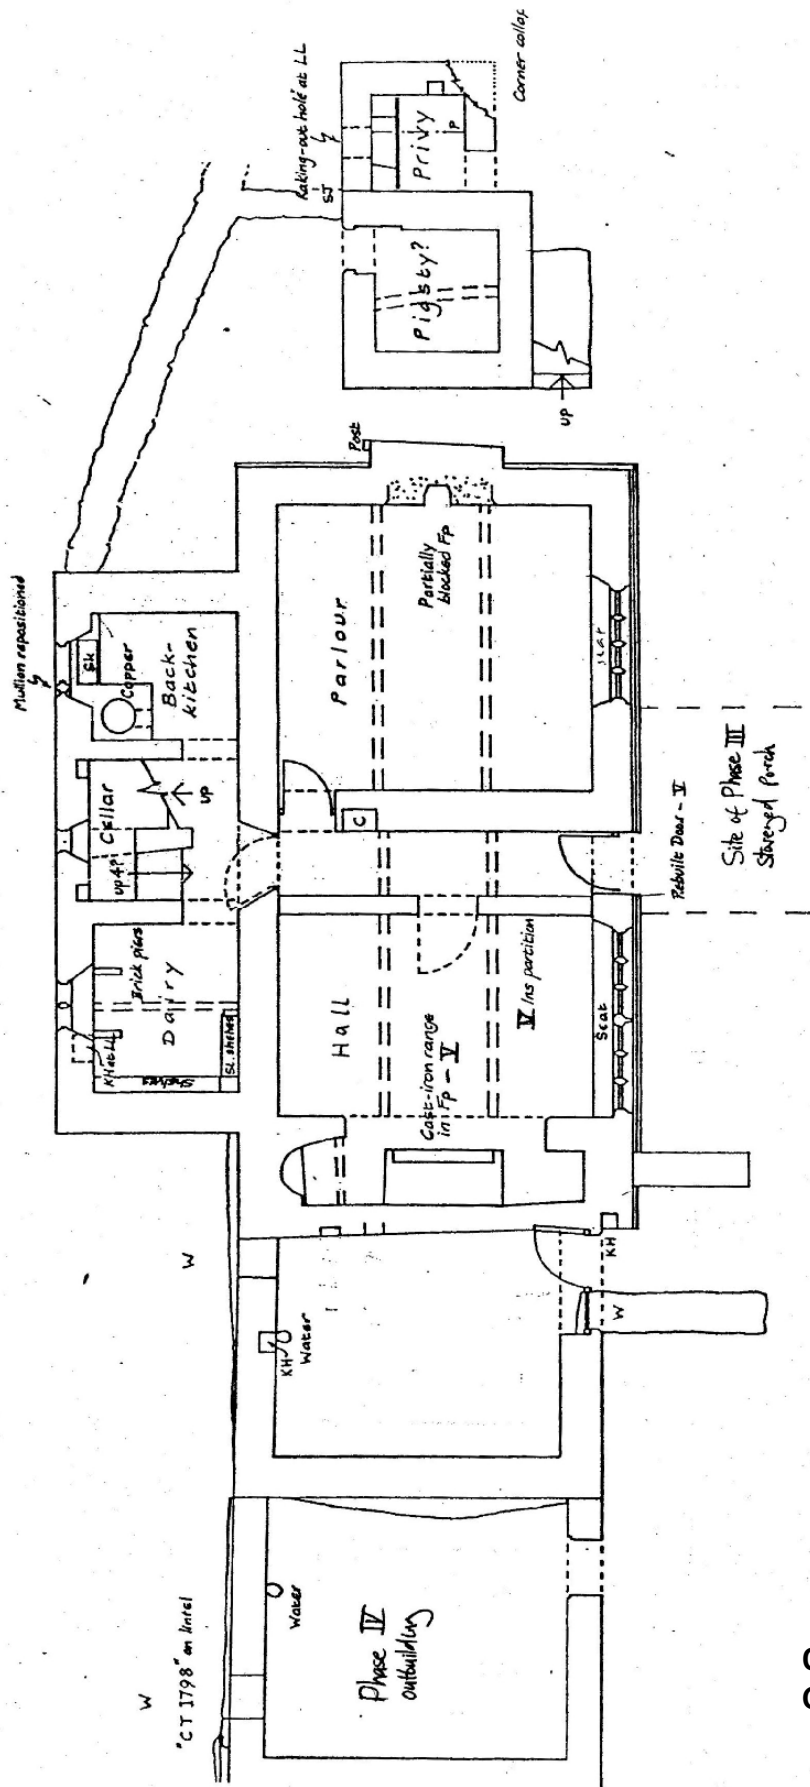 W
"CT 1798" on lintel
W
Water
Phase IV
outbuilding
KH
Water
W
KH
KH at LL
Brick piers
Dairy
SL. shelves
up 4?
Cellar
UP
Mullion repositioned
SK
Copper
Back-
kitchen
Hall
Cast-iron range
in Fp - V
V Ins partition
Seat
C
Parlour
Partially
blocked Fp
Seat
Rebuilt Door - V
Site of Phase III
Storeyed Porch
Post
Pigsty?
UP
Raking-out hole at LL
SJ
Privy
P
Corner collap